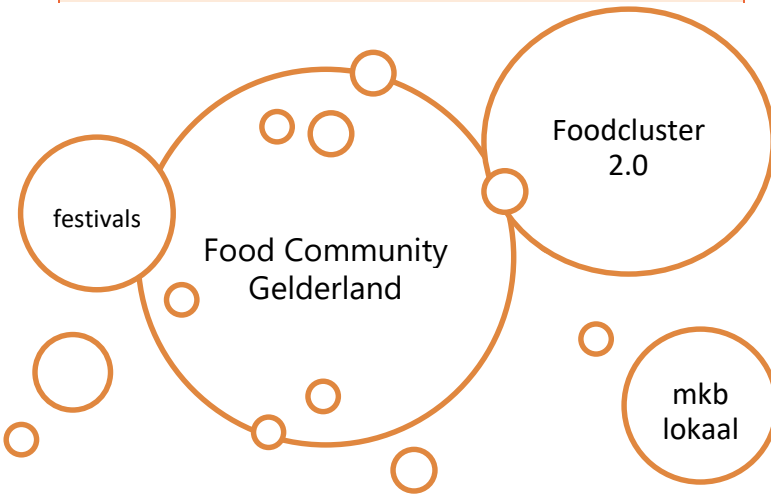 Foodcluster
2.0
festivals
Food Community
Gelderland
mkb
lokaal